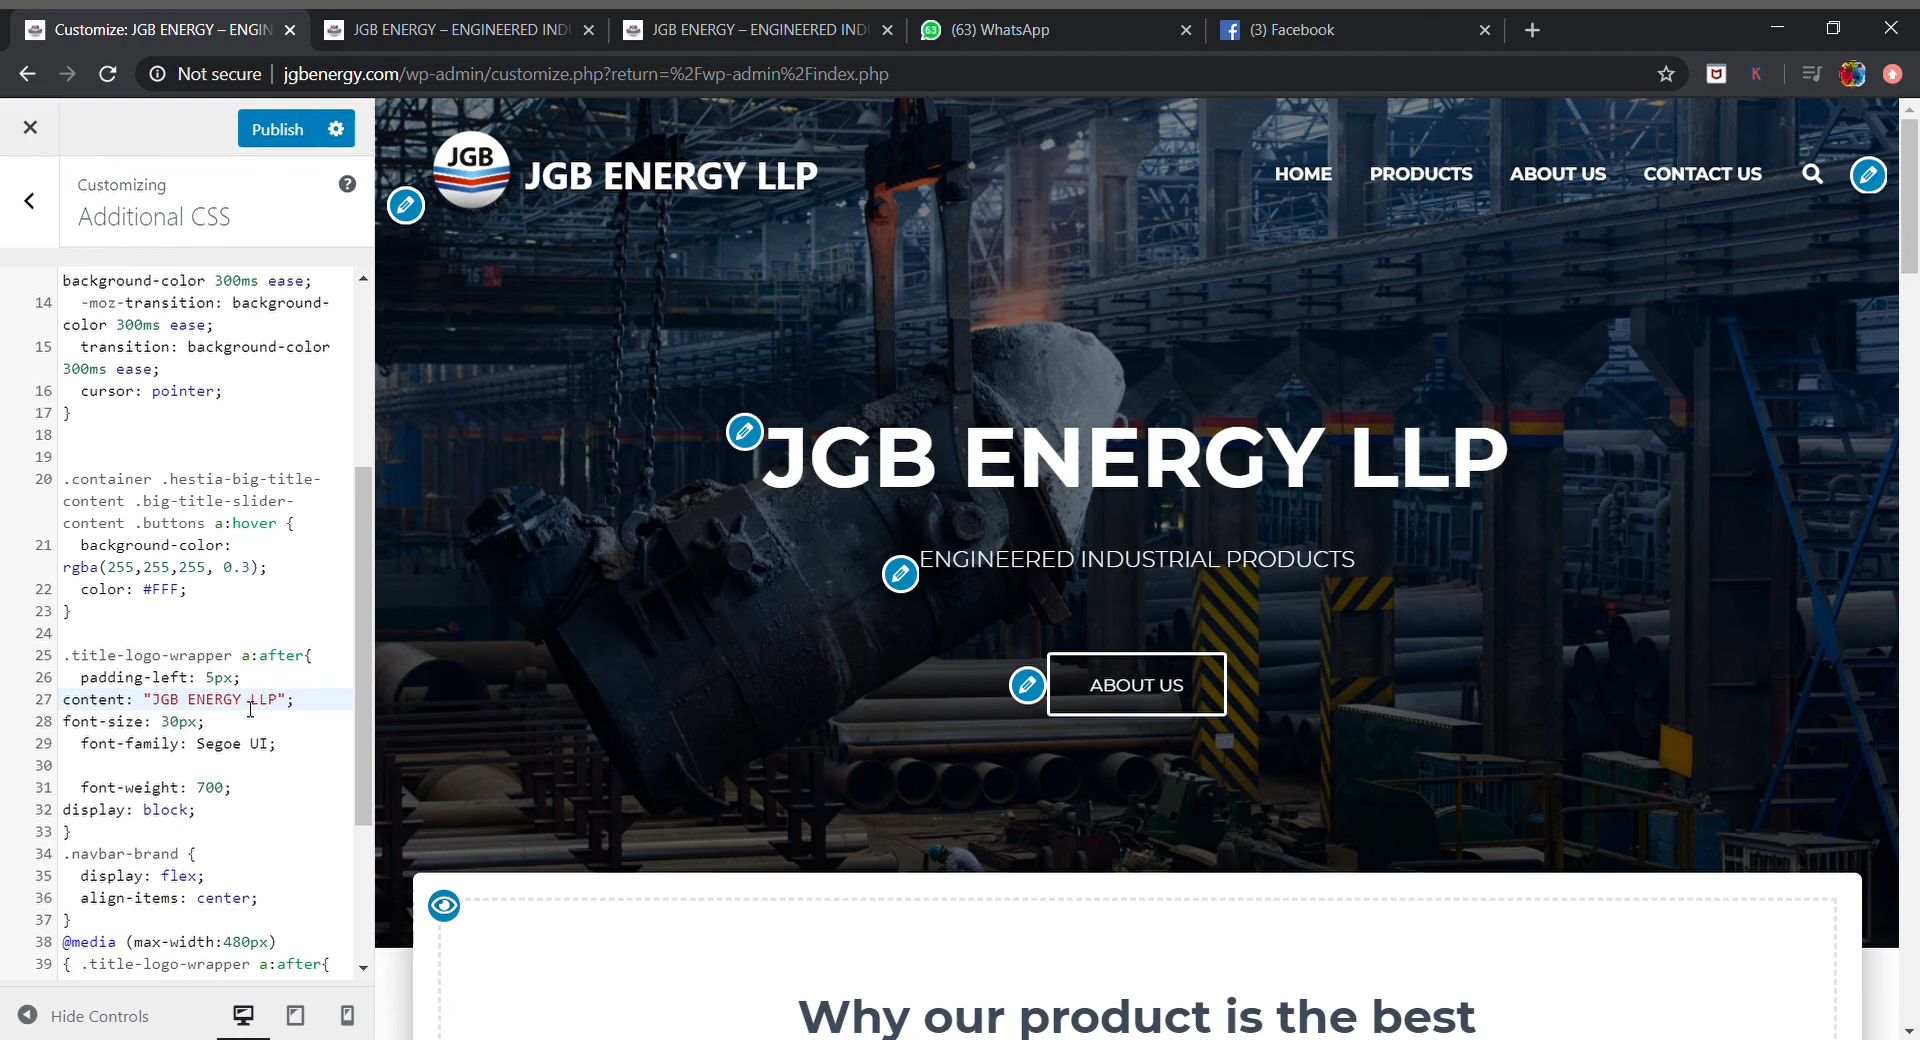 Customize: JGB ENERGY – ENGIN
JGB ENERGY – ENGINEERED INDU
JGB ENERGY – ENGINEERED INDU
63
(63) WhatsApp
(3) Facebook
Not secure
jgbenergy.com/wp-admin/customize.php?return=%2Fwp-admin%2Findex.php
K
Publish
Customizing
Additional CSS
background-color 300ms ease;
14 -moz-transition: background-
color 300ms ease;
15 transition: background-color
300ms ease;
16 cursor: pointer;
17 }
18
19
20 .container .hestia-big-title-
content .big-title-slider-
content .buttons a:hover {
21 background-color:
rgba(255,255,255, 0.3);
22 color: #FFF;
23 }
24
25 .title-logo-wrapper a:after{
26 padding-left: 5px;
27 content: "JGB ENERGY LLP";
28 font-size: 30px;
29 font-family: Segoe UI;
30
31 font-weight: 700;
32 display: block;
33 }
34 .navbar-brand {
35 display: flex;
36 align-items: center;
37 }
38 @media (max-width:480px)
39 { .title-logo-wrapper a:after{
Hide Controls
JGB
JGB ENERGY LLP
HOME
PRODUCTS
ABOUT US
CONTACT US
16
JGB ENERGY LLP
ENGINEERED INDUSTRIAL PRODUCTS
ABOUT US
Why our product is the best